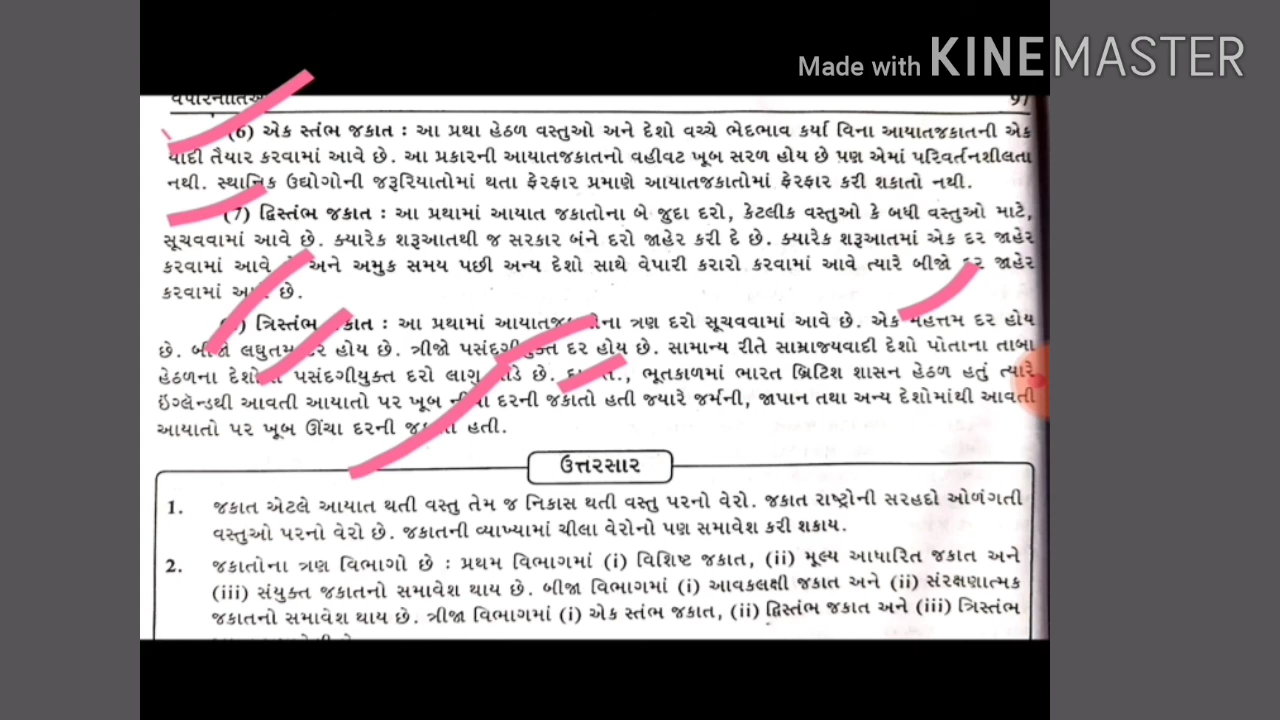 Made with KINEMASTER
97
(6) એક સ્તંભ જકાત : આ પ્રથા હેઠળ વસ્તુઓ અને દેશો વચ્ચે ભેદભાવ કર્યા વિના આયાતજકાતની એક
યાદી તૈયાર કરવામાં આવે છે. આ પ્રકારની આયાતજકાતનો વહીવટ ખૂબ સરળ હોય છે પણ એમાં પરિવર્તનશીલતા
નથી. સ્થાનિક ઉદ્યોગોની જરૂરિયાતોમાં થતા ફેરફાર પ્રમાણે આયાતજકાતોમાં ફેરફાર કરી શકાતો નથી.
(7) દ્વિસ્તંભ જકાત : આ પ્રથામાં આયાત જકાતોના બે જુદા દરો, કેટલીક વસ્તુઓ કે બધી વસ્તુઓ માટે,
સૂચવવામાં આવે છે. ક્યારેક શરૂઆતથી જ સરકાર બંને દરો જાહેર કરી દે છે. ક્યારેક શરૂઆતમાં એક દર જાહેર
કરવામાં આવે અને અમુક સમય પછી અન્ય દેશો સાથે વેપારી કરારો કરવામાં આવે ત્યારે બીજો દર જાહેર
કરવામાં છે.
ત્રિસ્તંભ જકાત : આ પ્રથામાં ત્રણ દરો સૂચવવામાં આવે છે. એક મહત્તમ દર હોય
છે. બીજો લઘુતમ દર હોય છે. ત્રીજો પસંદગીયુક્ત દર હોય છે. સામાન્ય રીતે સામ્રાજ્યવાદી દેશો પોતાના તાબા
હેઠળના પસંદગીયુક્ત દરો લાગુ છે. ભૂતકાળમાં ભારત બ્રિટિશ શાસન હેઠળ હતું ત્યારે
ઇંગ્લૅન્ડથી આવતી આયાતો પર ખૂબ દરની જકાતો હતી જ્યારે જર્મની, જાપાન તથા અન્ય દેશોમાંથી આવતી
આયાતો પર ખૂબ ઊંચા દરની હતી.
ઉત્તરસાર
1. જકાત એટલે આયાત થતી વસ્તુ તેમ જ નિકાસ થતી વસ્તુ પરનો વેરો. જકાત રાષ્ટ્રોની સરહદો ઓળંગતી
વસ્તુઓ પરનો વેરો છે. જકાતની વ્યાખ્યામાં ચીલા વેરોનો પણ સમાવેશ કરી શકાય.
2. જકાતોના ત્રણ વિભાગો છે : પ્રથમ વિભાગમાં (i) વિશિષ્ટ જકાત, (ii) મૂલ્ય આધારિત જકાત અને
(iii) સંયુક્ત જકાતનો સમાવેશ થાય છે. બીજા વિભાગમાં (i) આવકલક્ષી જકાત અને (ii) સંરક્ષણાત્મક
જકાતનો સમાવેશ થાય છે. ત્રીજા વિભાગમાં (i) એક સ્તંભ જકાત, (ii) દ્વિસ્તંભ જકાત અને (iii) ત્રિસ્તંભ